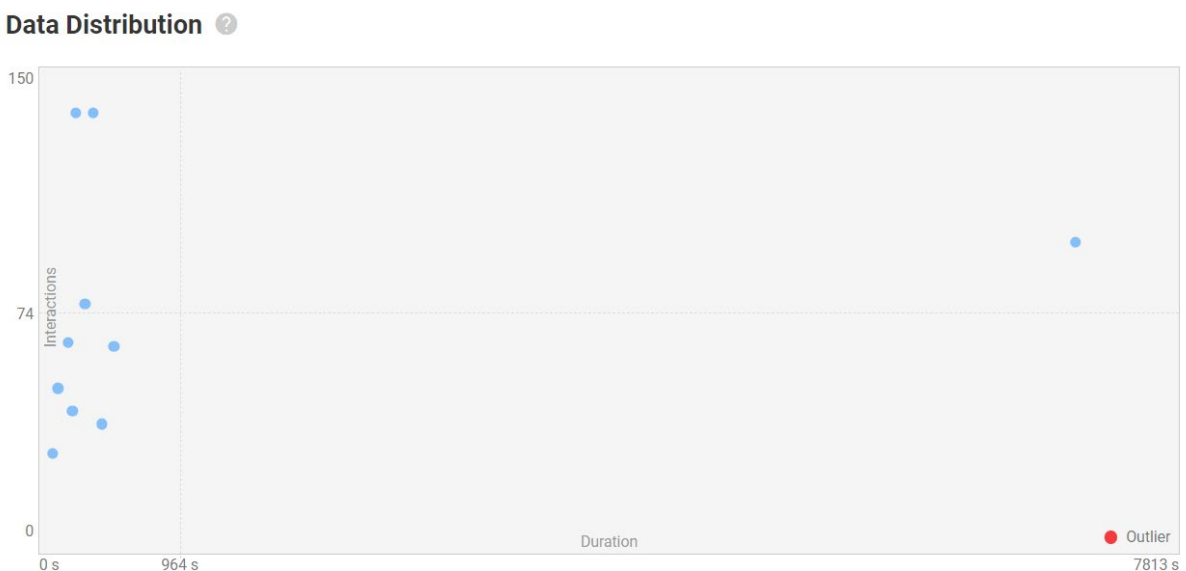 Data Distribution ?
150
Interactions
74
0
Duration
Outlier
0 s
964 s
7813 s